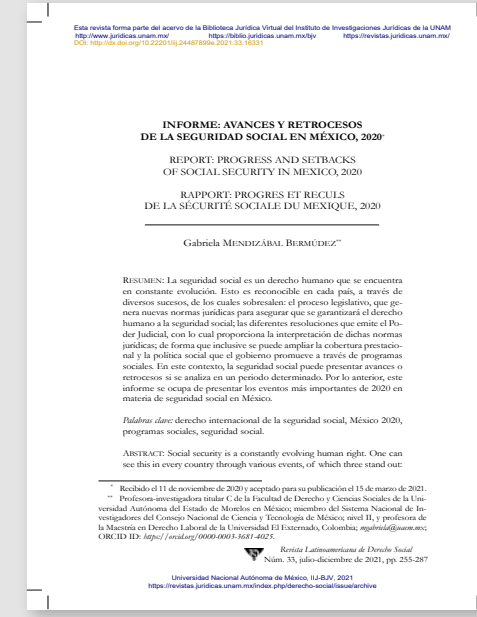 Esta revista forma parte del acervo de la Biblioteca Jurídica Virtual del Instituto de Investigaciones Jurídicas de la UNAM
http://www.juridicas.unam.mx/ https://biblio.juridicas.unam.mx/bjv https://revistas.juridicas.unam.mx/
DOI: http://dx.doi.org/10.22201/iij.24487899e.2021.33.16331
INFORME: AVANCES Y RETROCESOS
DE LA SEGURIDAD SOCIAL EN MÉXICO, 2020*
REPORT: PROGRESS AND SETBACKS
OF SOCIAL SECURITY IN MEXICO, 2020
RAPPORT: PROGRES ET RECULS
DE LA SÉCURITÉ SOCIALE DU MEXIQUE, 2020
Gabriela MENDIZÁBAL BERMÚDEZ**
RESUMEN: La seguridad social es un derecho humano que se encuentra
en constante evolución. Esto es reconocible en cada país, a través de
diversos sucesos, de los cuales sobresalen: el proceso legislativo, que ge-
nera nuevas normas jurídicas para asegurar que se garantizará el derecho
humano a la seguridad social; las diferentes resoluciones que emite el Po-
der Judicial, con lo cual proporciona la interpretación de dichas normas
jurídicas; de forma que inclusive se puede ampliar la cobertura prestacio-
nal y la política social que el gobierno promueve a través de programas
sociales. En este contexto, la seguridad social puede presentar avances o
retrocesos si se analiza en un periodo determinado. Por lo anterior, este
informe se ocupa de presentar los eventos más importantes de 2020 en
materia de seguridad social en México.
Palabras clave: derecho internacional de la seguridad social, México 2020,
programas sociales, seguridad social.
ABSTRACT: Social security is a constantly evolving human right. One can
see this in every country through various events, of which three stand out:
* Recibido el 11 de noviembre de 2020 y aceptado para su publicación el 15 de marzo de 2021.
** Profesora-investigadora titular C de la Facultad de Derecho y Ciencias Sociales de la Uni-
versidad Autónoma del Estado de Morelos en México; miembro del Sistema Nacional de In-
vestigadores del Consejo Nacional de Ciencia y Tecnología de México; nivel II, y profesora de
la Maestría en Derecho Laboral de la Universidad El Externado, Colombia; mgabriela@uaem.mx;
ORCID ID: https://orcid.org/0000-0003-3681-4025.
Revista Latinoamericana de Derecho Social
Núm. 33, julio-diciembre de 2021, pp. 255-287
Universidad Nacional Autónoma de México, IIJ-BJV, 2021
https://revistas.juridicas.unam.mx/index.php/derecho-social/issue/archive